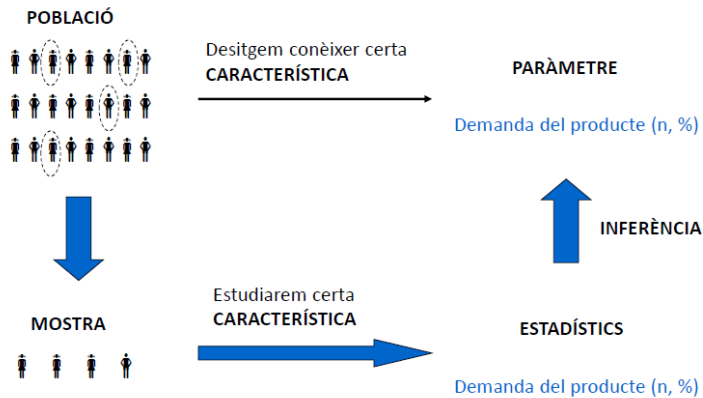 POBLACIÓ
Desitgem conèixer certa
CARACTERÍSTICA
PARÀMETRE
Demanda del producte (n, %)
INFERÈNCIA
Estudiarem certa
CARACTERÍSTICA
MOSTRA
ESTADÍSTICS
Demanda del producte (n, %)